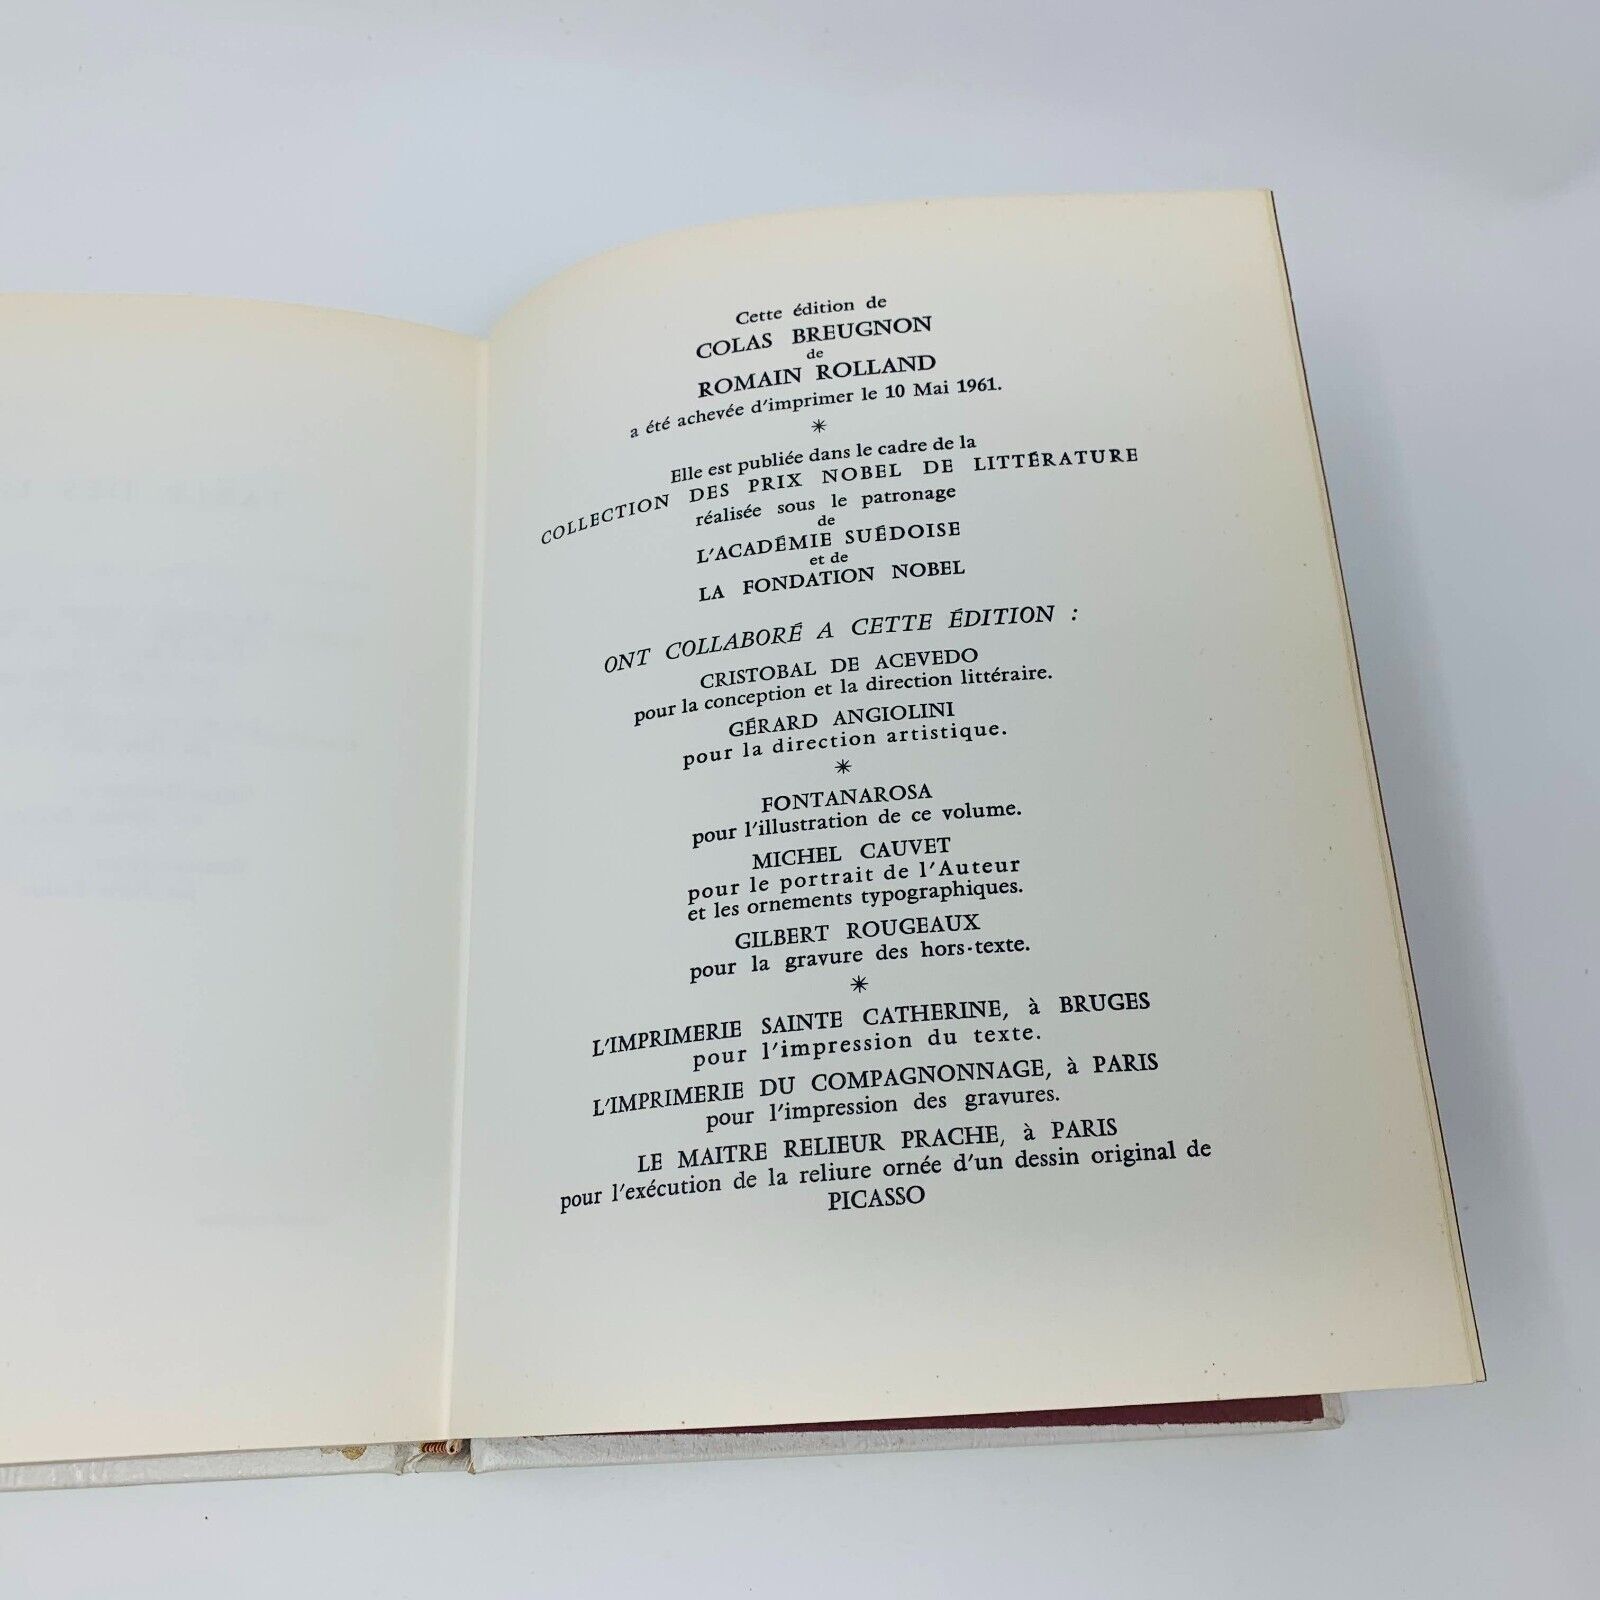 Cette édition de
COLAS BREUGNON
de
ROMAIN ROLLAND
a été achevée d'imprimer le 10 Mai 1961.
*
Elle est publiée dans le cadre de la
COLLECTION DES PRIX NOBEL DE LITTÉRATURE
réalisée sous le patronage
de
L'ACADÉMIE SUÉDOISE
et de
LA FONDATION NOBEL
ONT COLLABORÉ A CETTE ÉDITION :
CRISTOBAL DE ACEVEDO
pour la conception et la direction littéraire.
GÉRARD ANGIOLINI
pour la direction artistique.
*
FONTANAROSA
pour l'illustration de ce volume.
MICHEL CAUVET
pour le portrait de l'Auteur
et les ornements typographiques.
GILBERT ROUGEAUX
pour la gravure des hors-texte.
*
L'IMPRIMERIE SAINTE CATHERINE, à BRUGES
pour l'impression du texte.
L'IMPRIMERIE DU COMPAGNONNAGE, à PARIS
pour l'impression des gravures.
LE MAITRE RELIEUR PRACHE, à PARIS
pour l'exécution de la reliure ornée d'un dessin original de
PICASSO